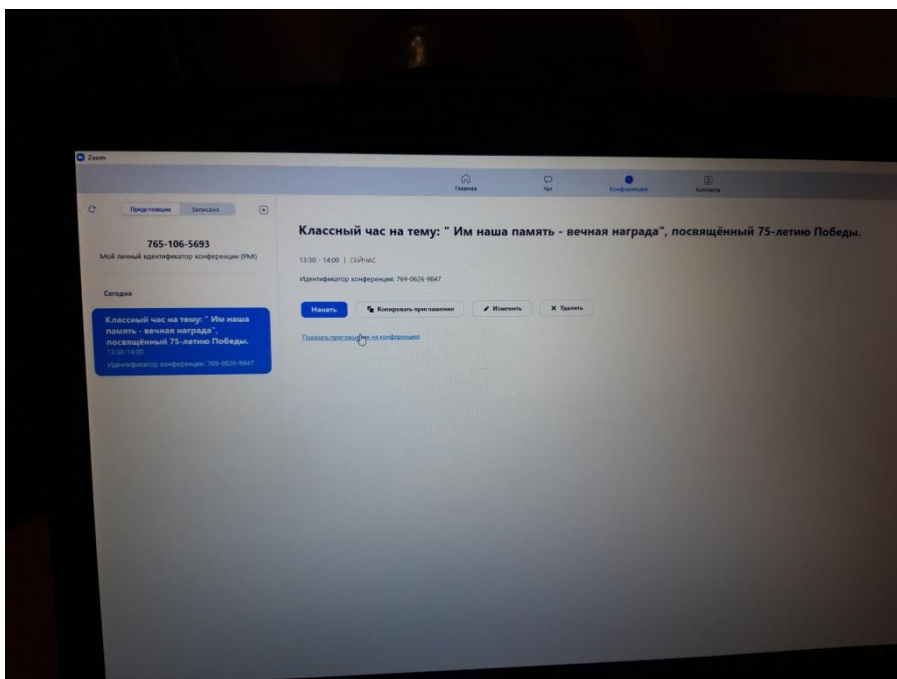 Zoom
Главная
Чат
Конференции
Контакты
Предстоящие
Записано
765-106-5693
Мой личный идентификатор конференции (PMI)
Сегодня
Классный час на тему: " Им наша
память - вечная награда",
посвящённый 75-летию Победы.
13:30-14:00
Идентификатор конференции: 769-0626-9847
Классный час на тему: " Им наша память - вечная награда", посвящённый 75-летию Победы.
13:30 - 14:00 | СЕЙЧАС
Идентификатор конференции: 769-0626-9847
Начать
Копировать приглашение
Изменить
Удалить
Показать приглашение на конференцию